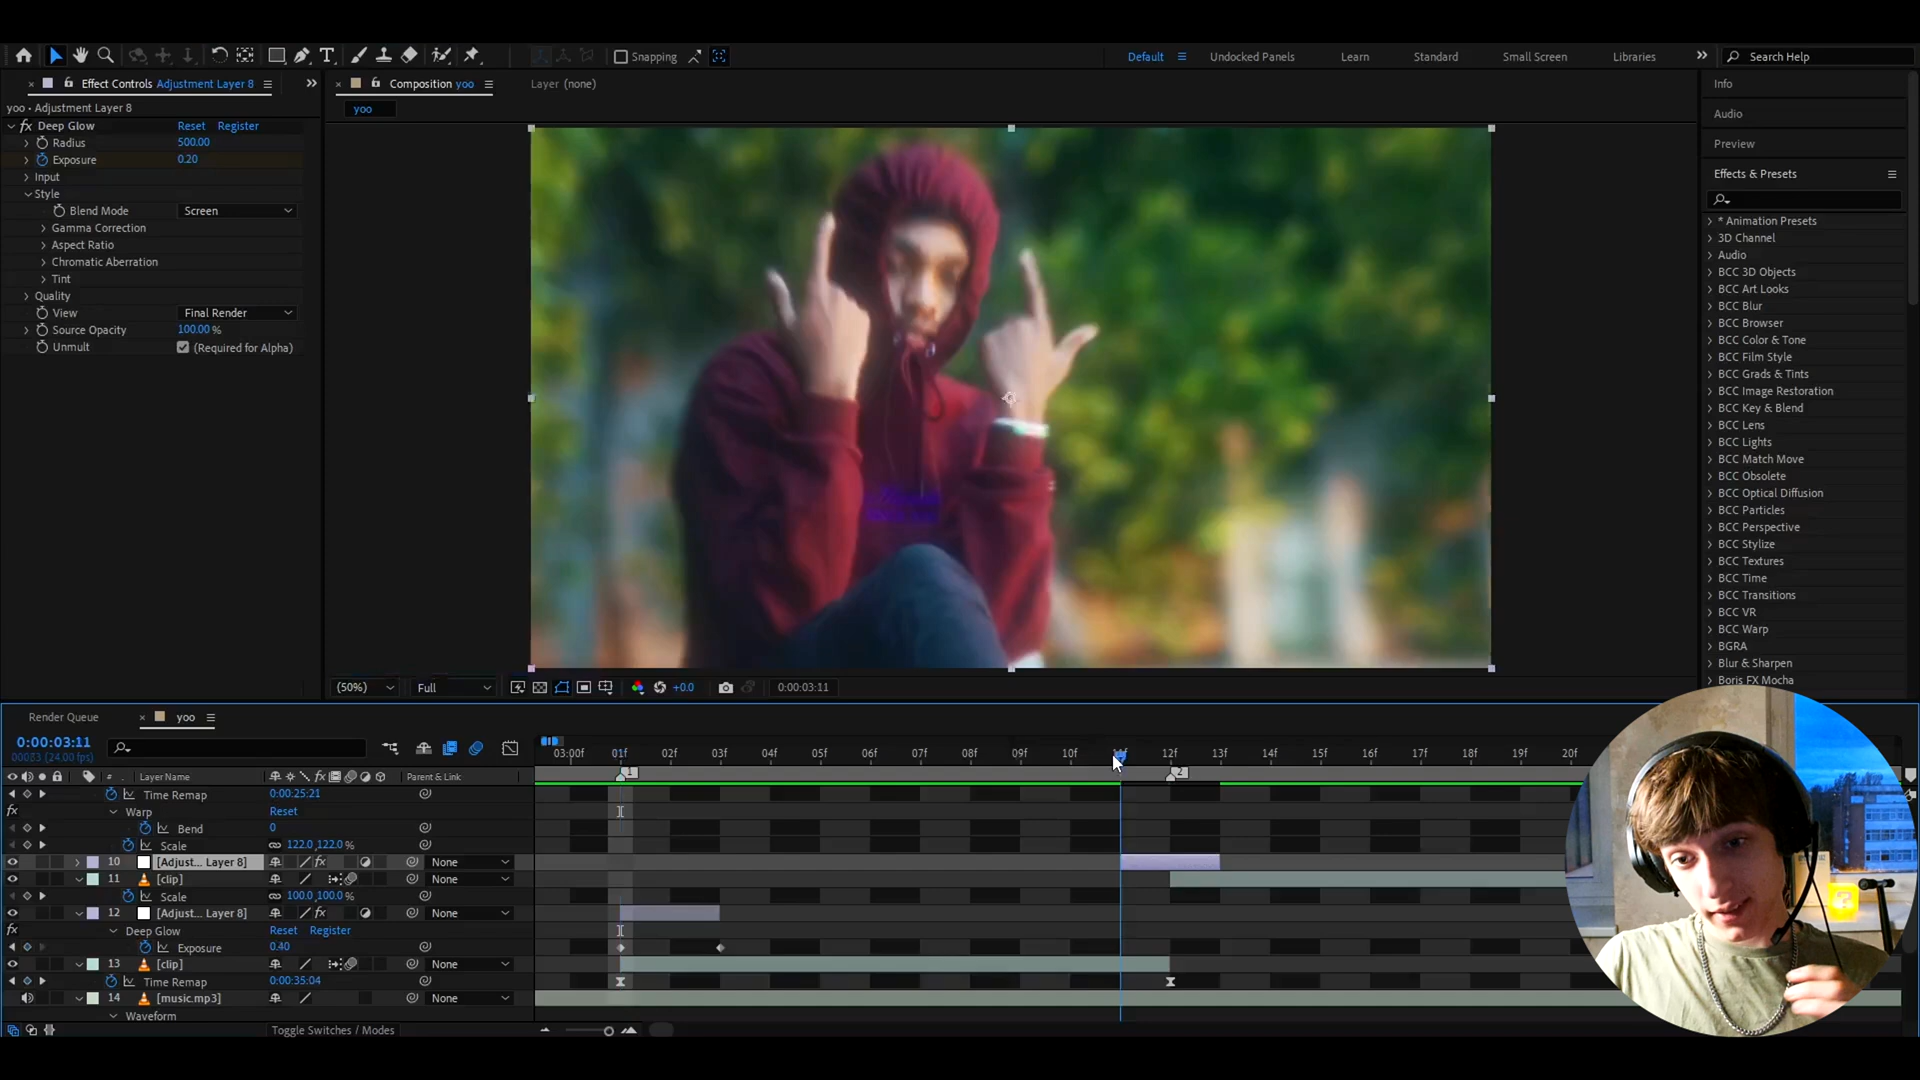 Snapping
Default
Undocked Panels
Learn
Standard
Small Screen
Libraries
Search Help
Effect Controls Adjustment Layer 8
Composition yoo
Layer (none)
Info
yoo • Adjustment Layer 8
yoo
Audio
Deep Glow Reset Register
Radius 500.00
Exposure 0.20
Input
Style
Blend Mode Screen
Gamma Correction
Aspect Ratio
Chromatic Aberration
Tint
Quality
View Final Render
Source Opacity 100.00 %
Unmult (Required for Alpha)
Preview
Effects & Presets
* Animation Presets
3D Channel
Audio
BCC 3D Objects
BCC Art Looks
BCC Blur
BCC Browser
BCC Color & Tone
BCC Film Style
BCC Grads & Tints
BCC Image Restoration
BCC Key & Blend
BCC Lens
BCC Lights
BCC Match Move
BCC Obsolete
BCC Optical Diffusion
BCC Particles
BCC Perspective
BCC Stylize
BCC Textures
BCC Time
BCC Transitions
BCC VR
BCC Warp
BGRA
Blur & Sharpen
Boris FX Mocha
(50%) Full +0.0 0:00:03:11
Render Queue yoo
0:00:03:11
00083 (24.00 fps)
03:00f 01f 02f 03f 04f 05f 06f 07f 08f 09f 10f 11f 12f 13f 14f 15f 16f 17f 18f 19f 20f
# Layer Name fx Parent & Link
1 2
Time Remap 0:00:25:21
fx Warp Reset
Bend 0
Scale 122.0,122.0%
10 [Adjust... Layer 8] fx None
11 [clip] None
Scale 100.0,100.0%
12 [Adjust... Layer 8] fx None
fx Deep Glow Reset Register
Exposure 0.40
13 [clip] None
Time Remap 0:00:35:04
14 [music.mp3] None
Waveform
Toggle Switches / Modes